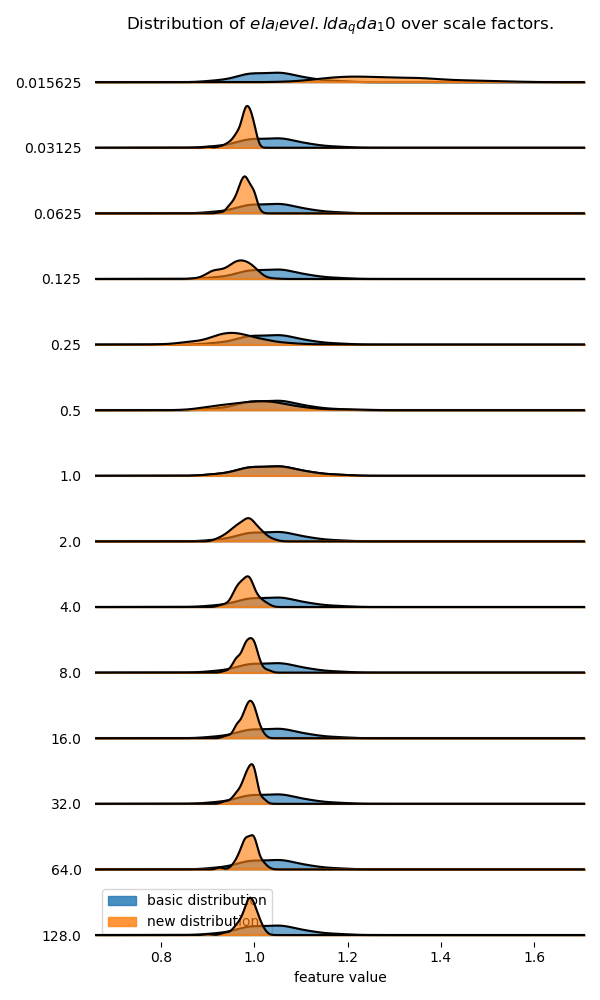 Distribution of ela_level.lda_qda_10 over scale factors.
0.015625
0.03125
0.0625
0.125
0.25
0.5
1.0
2.0
4.0
8.0
16.0
32.0
64.0
basic distribution
new distribution
128.0
0.8 1.0 1.2 1.4 1.6
feature value